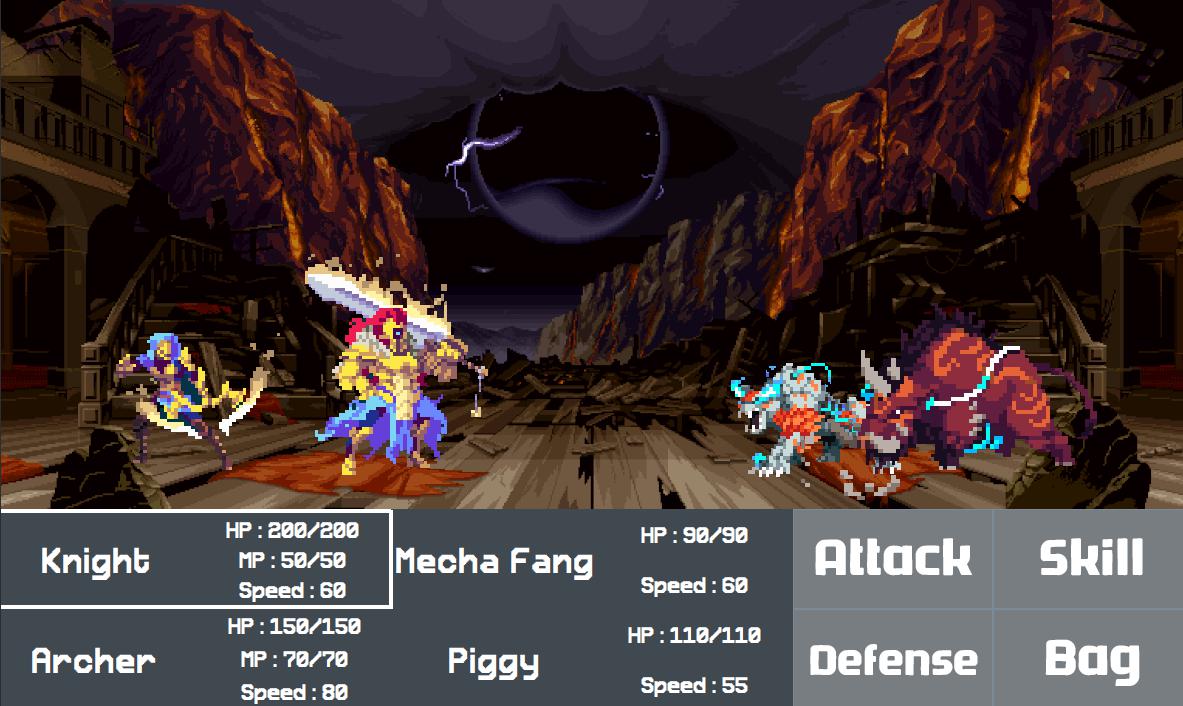 Knight
HP : 200/200
MP : 50/50
Speed : 60
Mecha Fang
HP : 90/90
Speed : 60
Attack
Skill
Archer
HP : 150/150
MP : 70/70
Speed : 80
Piggy
HP : 110/110
Speed : 55
Defense
Bag